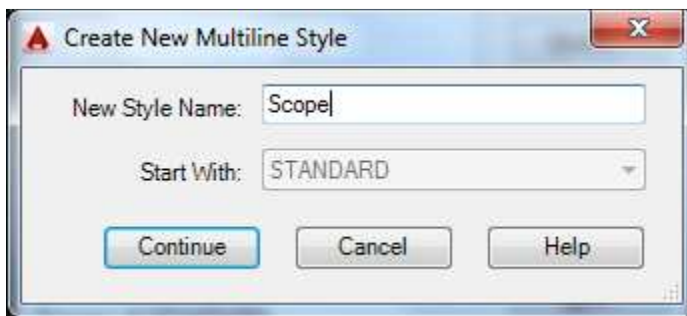 Create New Multiline Style
New Style Name: Scope
Start With: STANDARD
Continue Cancel Help